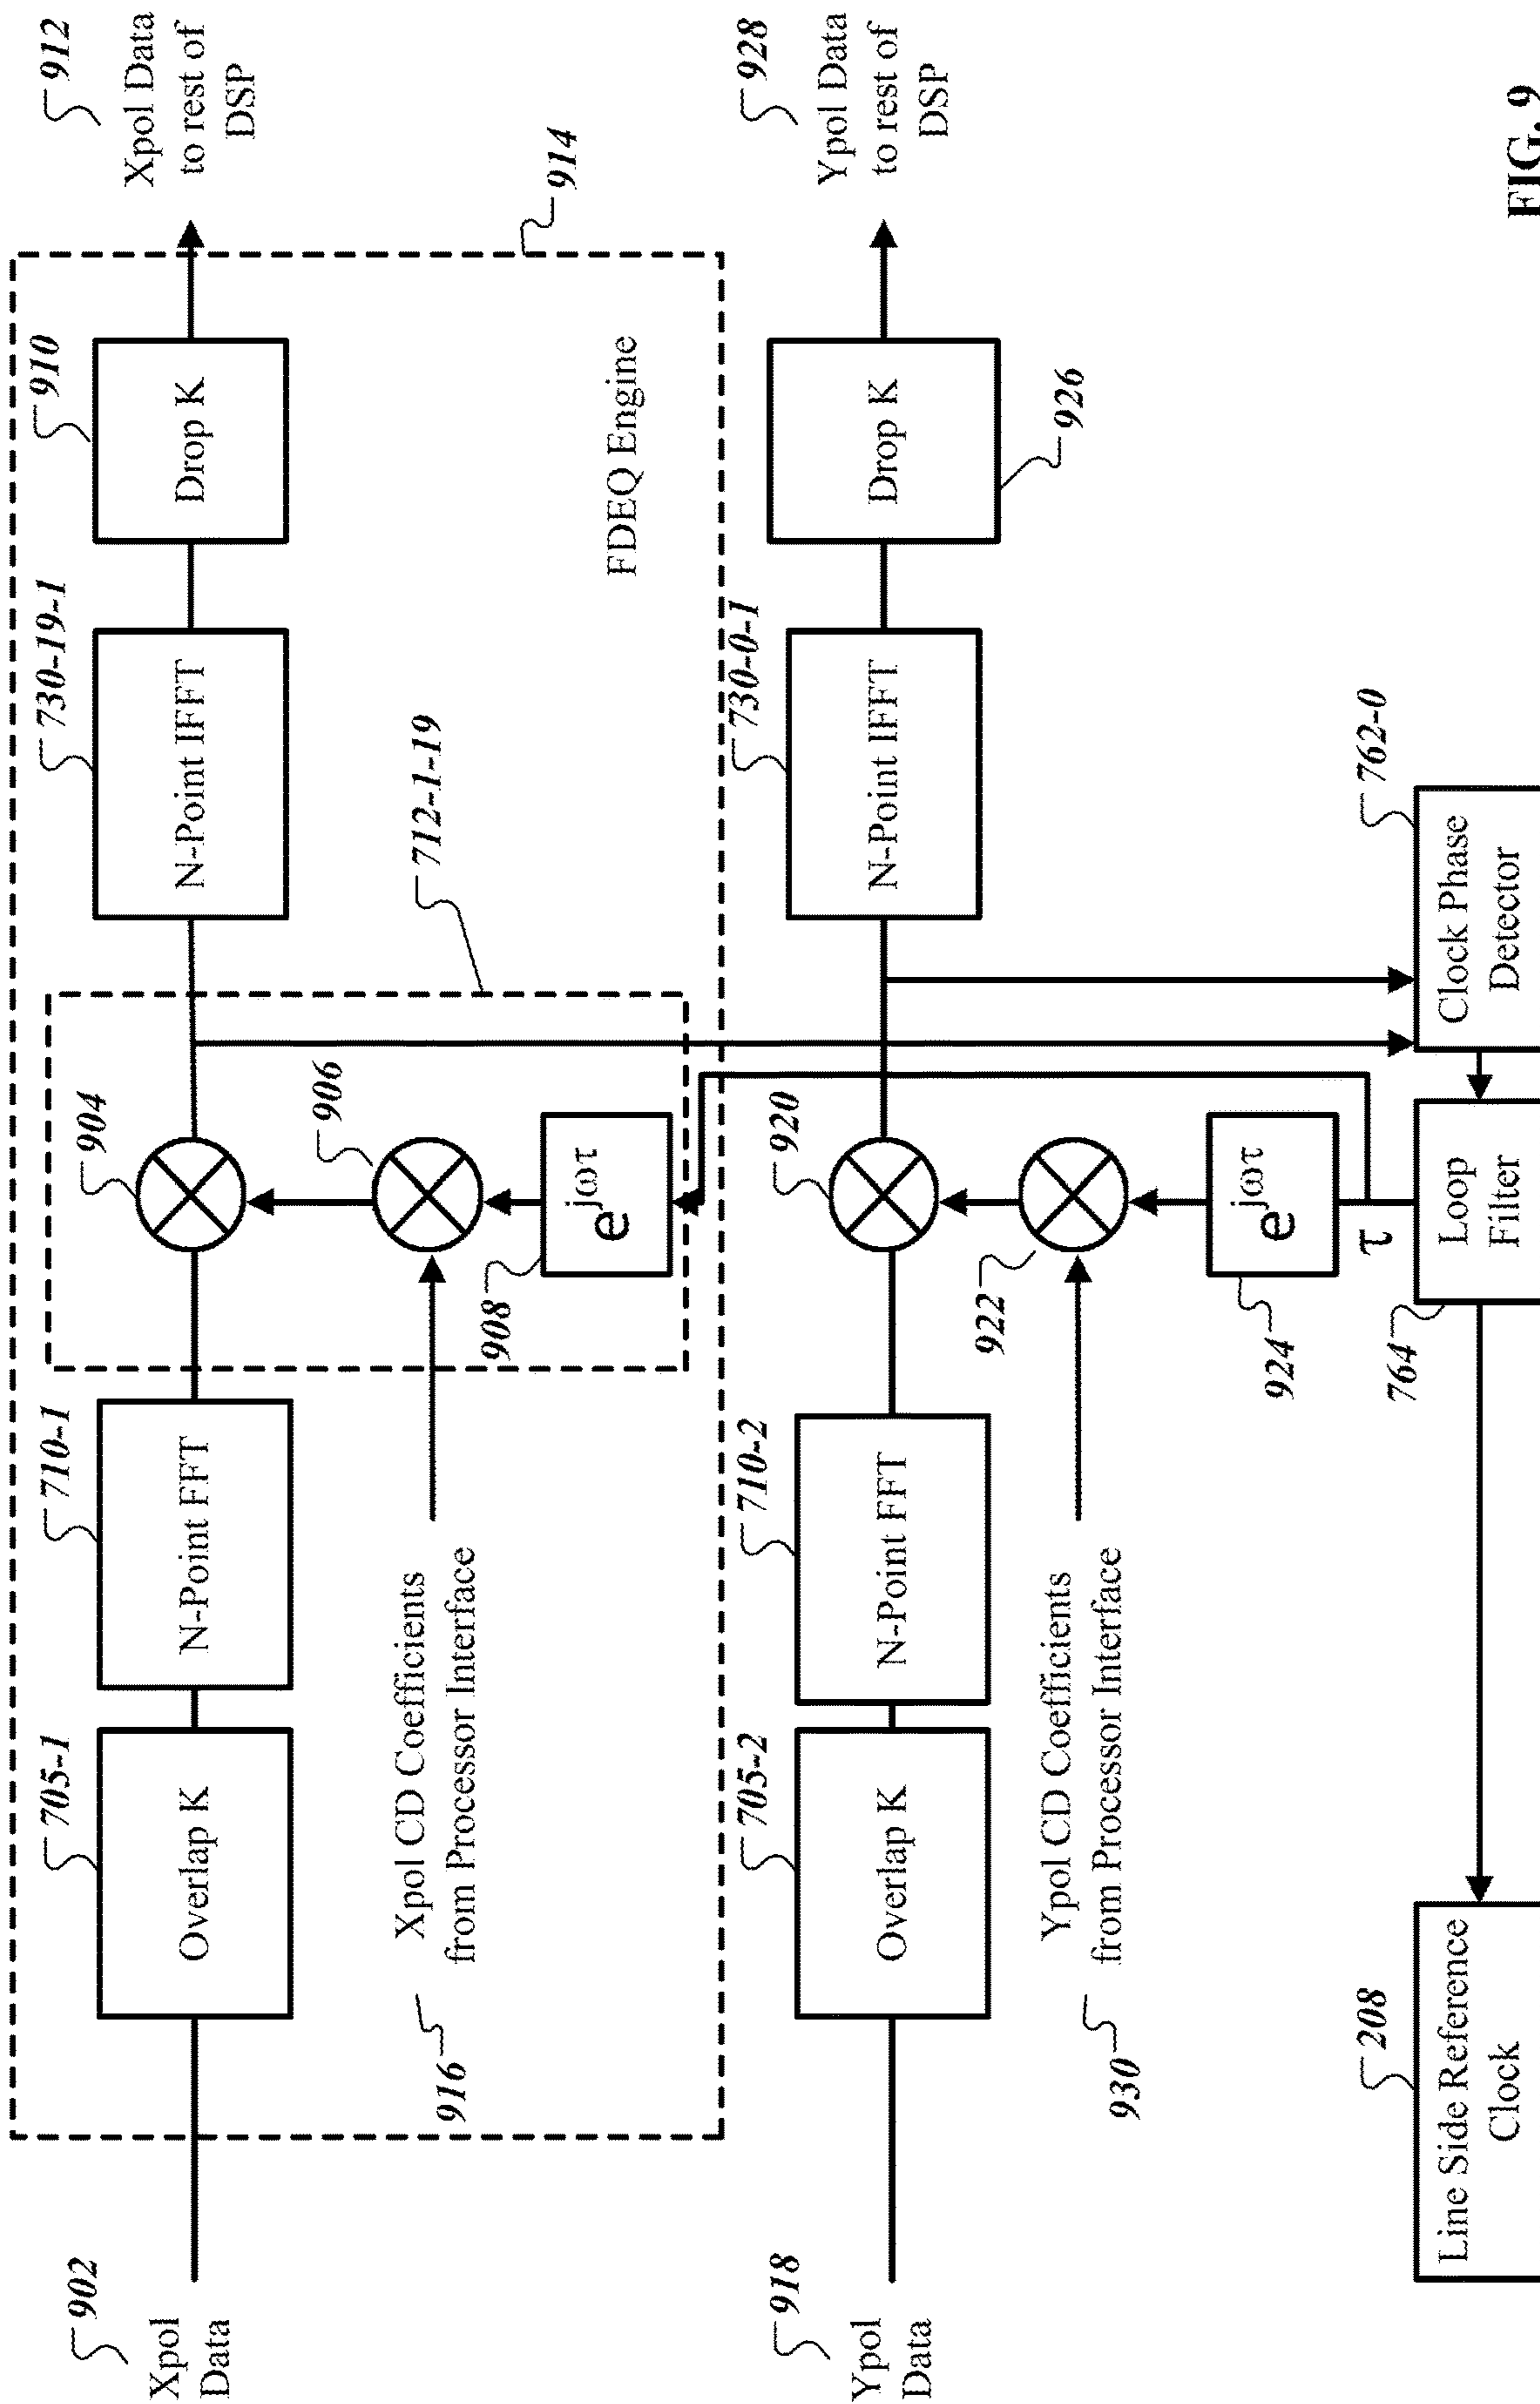 902
Xpol
Data
705-1
Overlap K
710-1
N-Point FFT
904
906
908
e^jωτ
712-1-19
730-19-1
N-Point IFFT
910
Drop K
912
Xpol Data
to rest of
DSP
914
FDEQ Engine
916
Xpol CD Coefficients
from Processor Interface
918
Ypol
Data
705-2
Overlap K
710-2
N-Point FFT
920
922
924
e^jωτ
τ
730-0-1
N-Point IFFT
926
Drop K
928
Ypol Data
to rest of
DSP
930
Ypol CD Coefficients
from Processor Interface
208
Line Side Reference
Clock
764
Loop
Filter
762-0
Clock Phase
Detector
FIG. 9